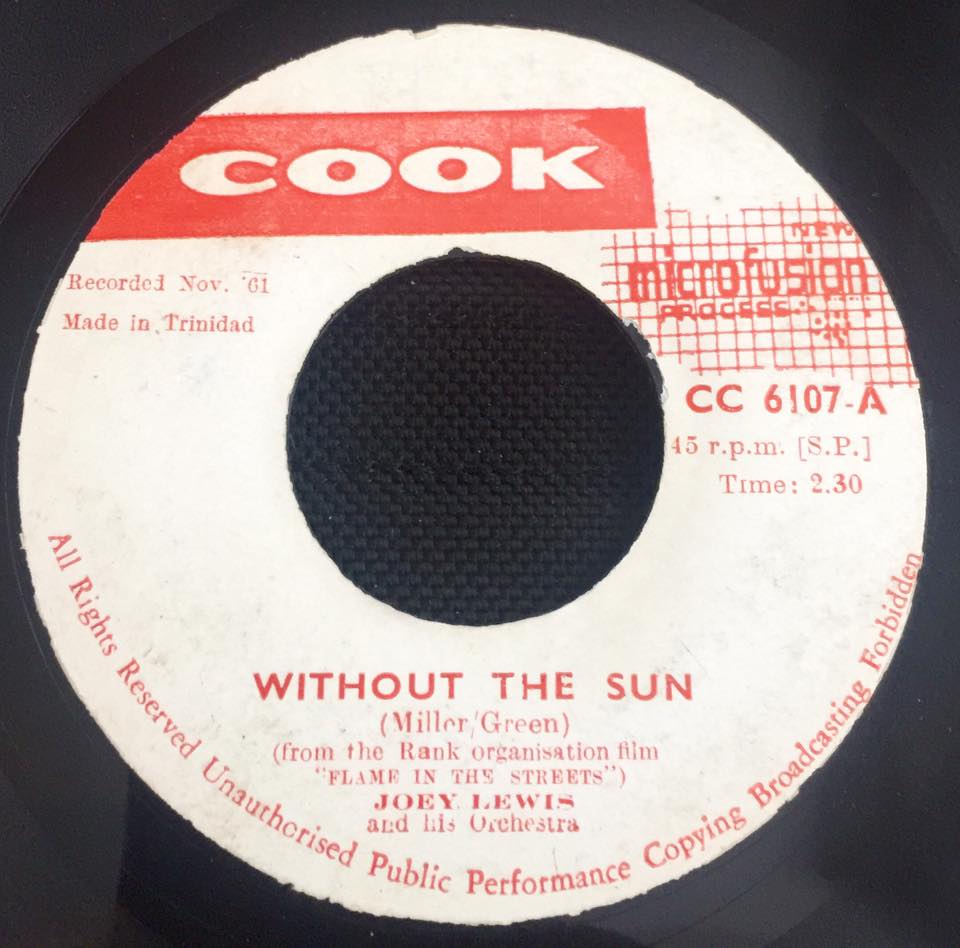 COOK
Recorded Nov. '61
Made in Trinidad
NEW
microfusion
PROCESS
CC 6107-A
45 r.p.m. [S.P.]
Time: 2.30
WITHOUT THE SUN
(Miller/Green)
(from the Rank organisation film
"FLAME IN THE STREETS")
JOEY LEWIS
and his Orchestra
All Rights Reserved Unauthorised Public Performance Copying Broadcasting Forbidden